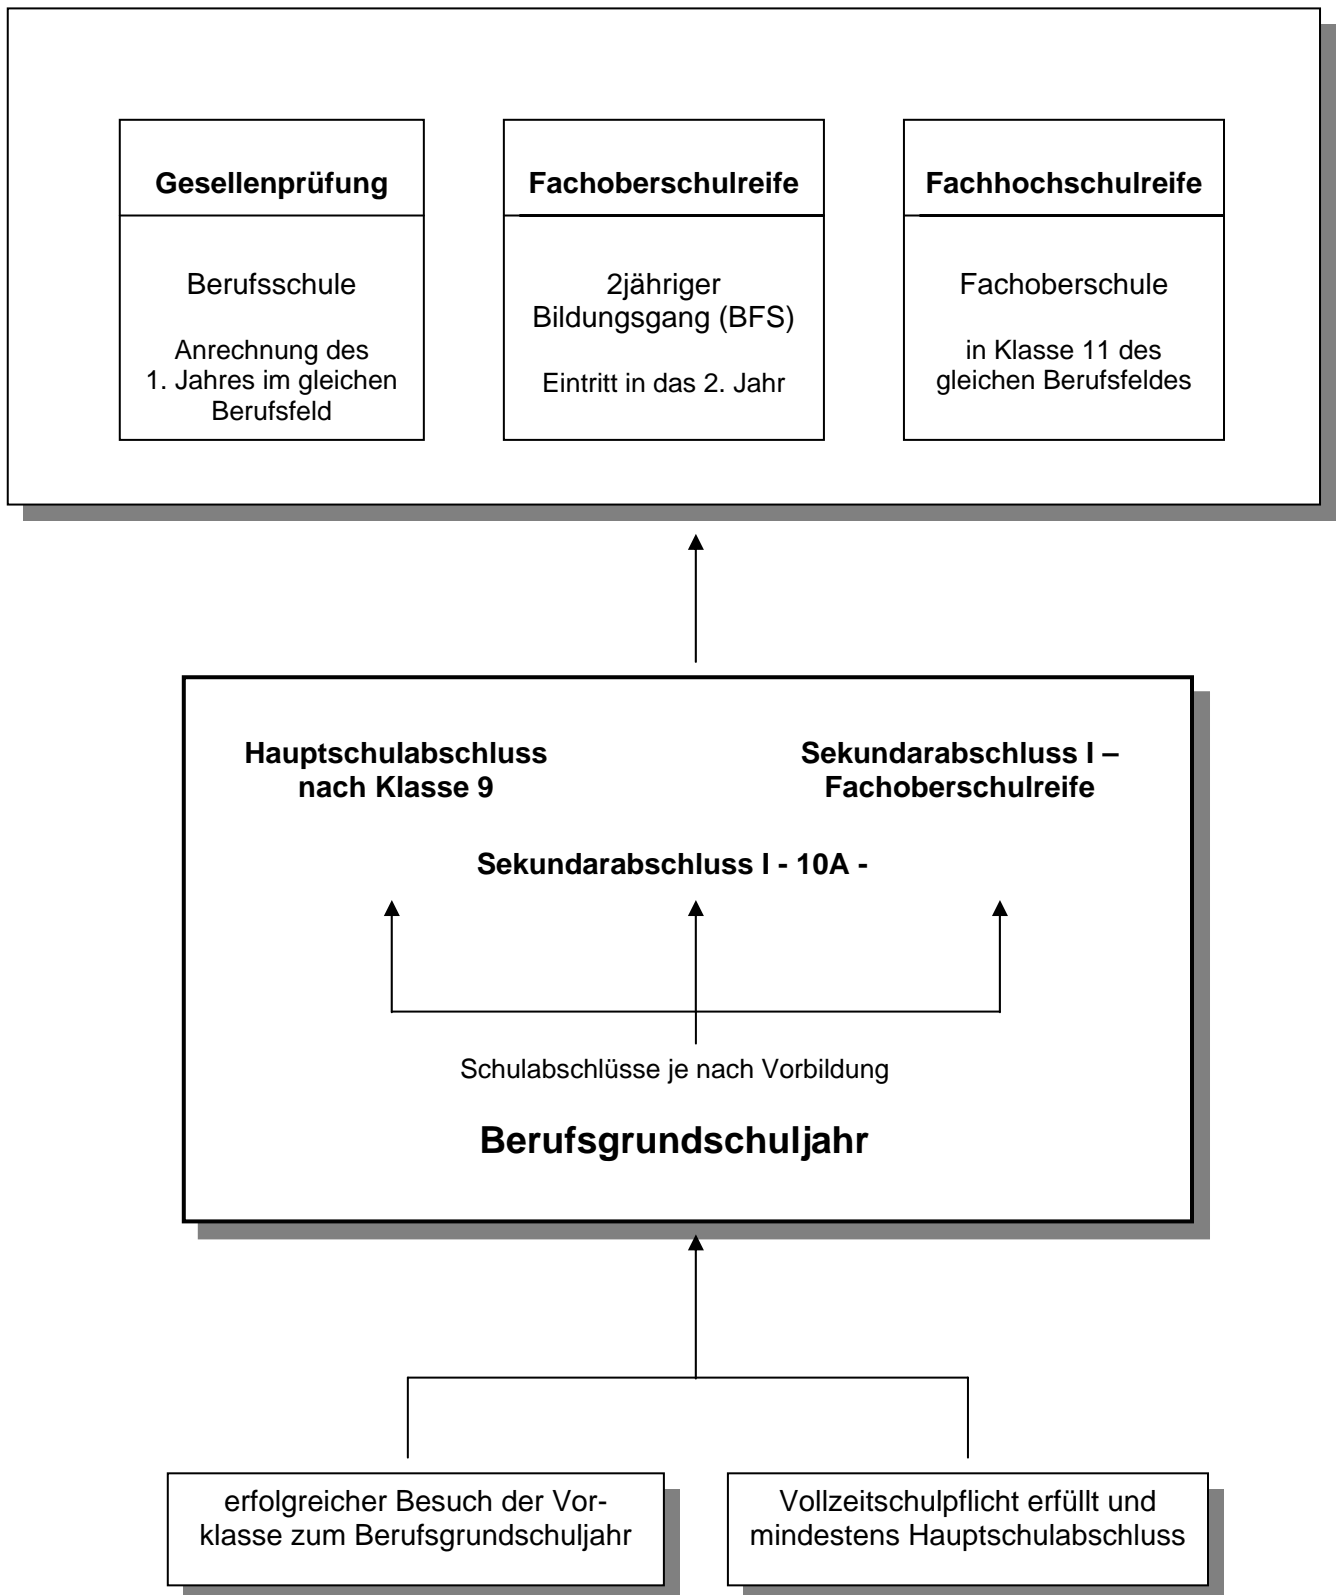 Gesellenprüfung
Berufsschule
Anrechnung des
1. Jahres im gleichen
Berufsfeld
Fachoberschulreife
2jähriger
Bildungsgang (BFS)
Eintritt in das 2. Jahr
Fachhochschulreife
Fachoberschule
in Klasse 11 des
gleichen Berufsfeldes
Hauptschulabschluss
nach Klasse 9
Sekundarabschluss I –
Fachoberschulreife
Sekundarabschluss I - 10A -
Schulabschlüsse je nach Vorbildung
Berufsgrundschuljahr
erfolgreicher Besuch der Vor-
klasse zum Berufsgrundschuljahr
Vollzeitschulpflicht erfüllt und
mindestens Hauptschulabschluss